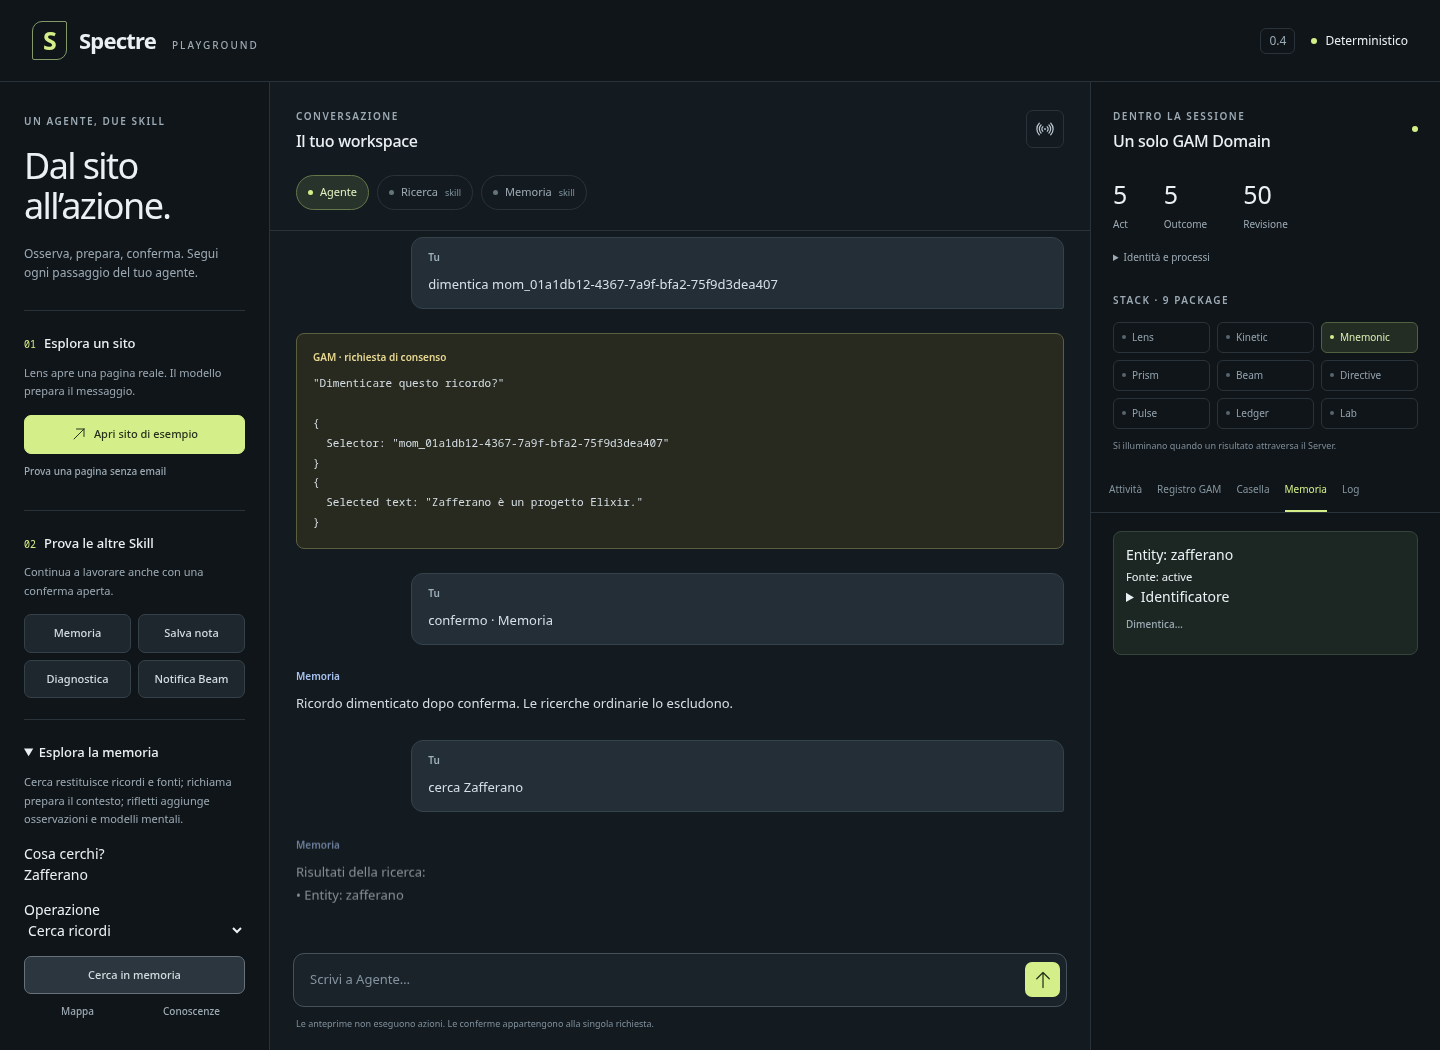 S
Spectre
PLAYGROUND
0.4
Deterministico
UN AGENTE, DUE SKILL
Dal sito
all’azione.
Osserva, prepara, conferma. Segui
ogni passaggio del tuo agente.
01 Esplora un sito
Lens apre una pagina reale. Il modello
prepara il messaggio.
Apri sito di esempio
Prova una pagina senza email
02 Prova le altre Skill
Continua a lavorare anche con una
conferma aperta.
Memoria
Salva nota
Diagnostica
Notifica Beam
Esplora la memoria
Cerca restituisce ricordi e fonti; richiama
prepara il contesto; rifletti aggiunge
osservazioni e modelli mentali.
Cosa cerchi?
Zafferano
Operazione
Cerca ricordi
Cerca in memoria
Mappa
Conoscenze
CONVERSAZIONE
Il tuo workspace
Agente
Ricerca skill
Memoria skill
Tu
dimentica mom_01a1db12-4367-7a9f-bfa2-75f9d3dea407
GAM · richiesta di consenso
"Dimenticare questo ricordo?"
{
Selector: "mom_01a1db12-4367-7a9f-bfa2-75f9d3dea407"
}
{
Selected text: "Zafferano è un progetto Elixir."
}
Tu
confermo · Memoria
Memoria
Ricordo dimenticato dopo conferma. Le ricerche ordinarie lo escludono.
Tu
cerca Zafferano
Memoria
Risultati della ricerca:
• Entity: zafferano
Scrivi a Agente…
Le anteprime non eseguono azioni. Le conferme appartengono alla singola richiesta.
DENTRO LA SESSIONE
Un solo GAM Domain
5
Act
5
Outcome
50
Revisione
Identità e processi
STACK · 9 PACKAGE
Lens
Kinetic
Mnemonic
Prism
Beam
Directive
Pulse
Ledger
Lab
Si illuminano quando un risultato attraversa il Server.
Attività
Registro GAM
Casella
Memoria
Log
Entity: zafferano
Fonte: active
Identificatore
Dimentica…